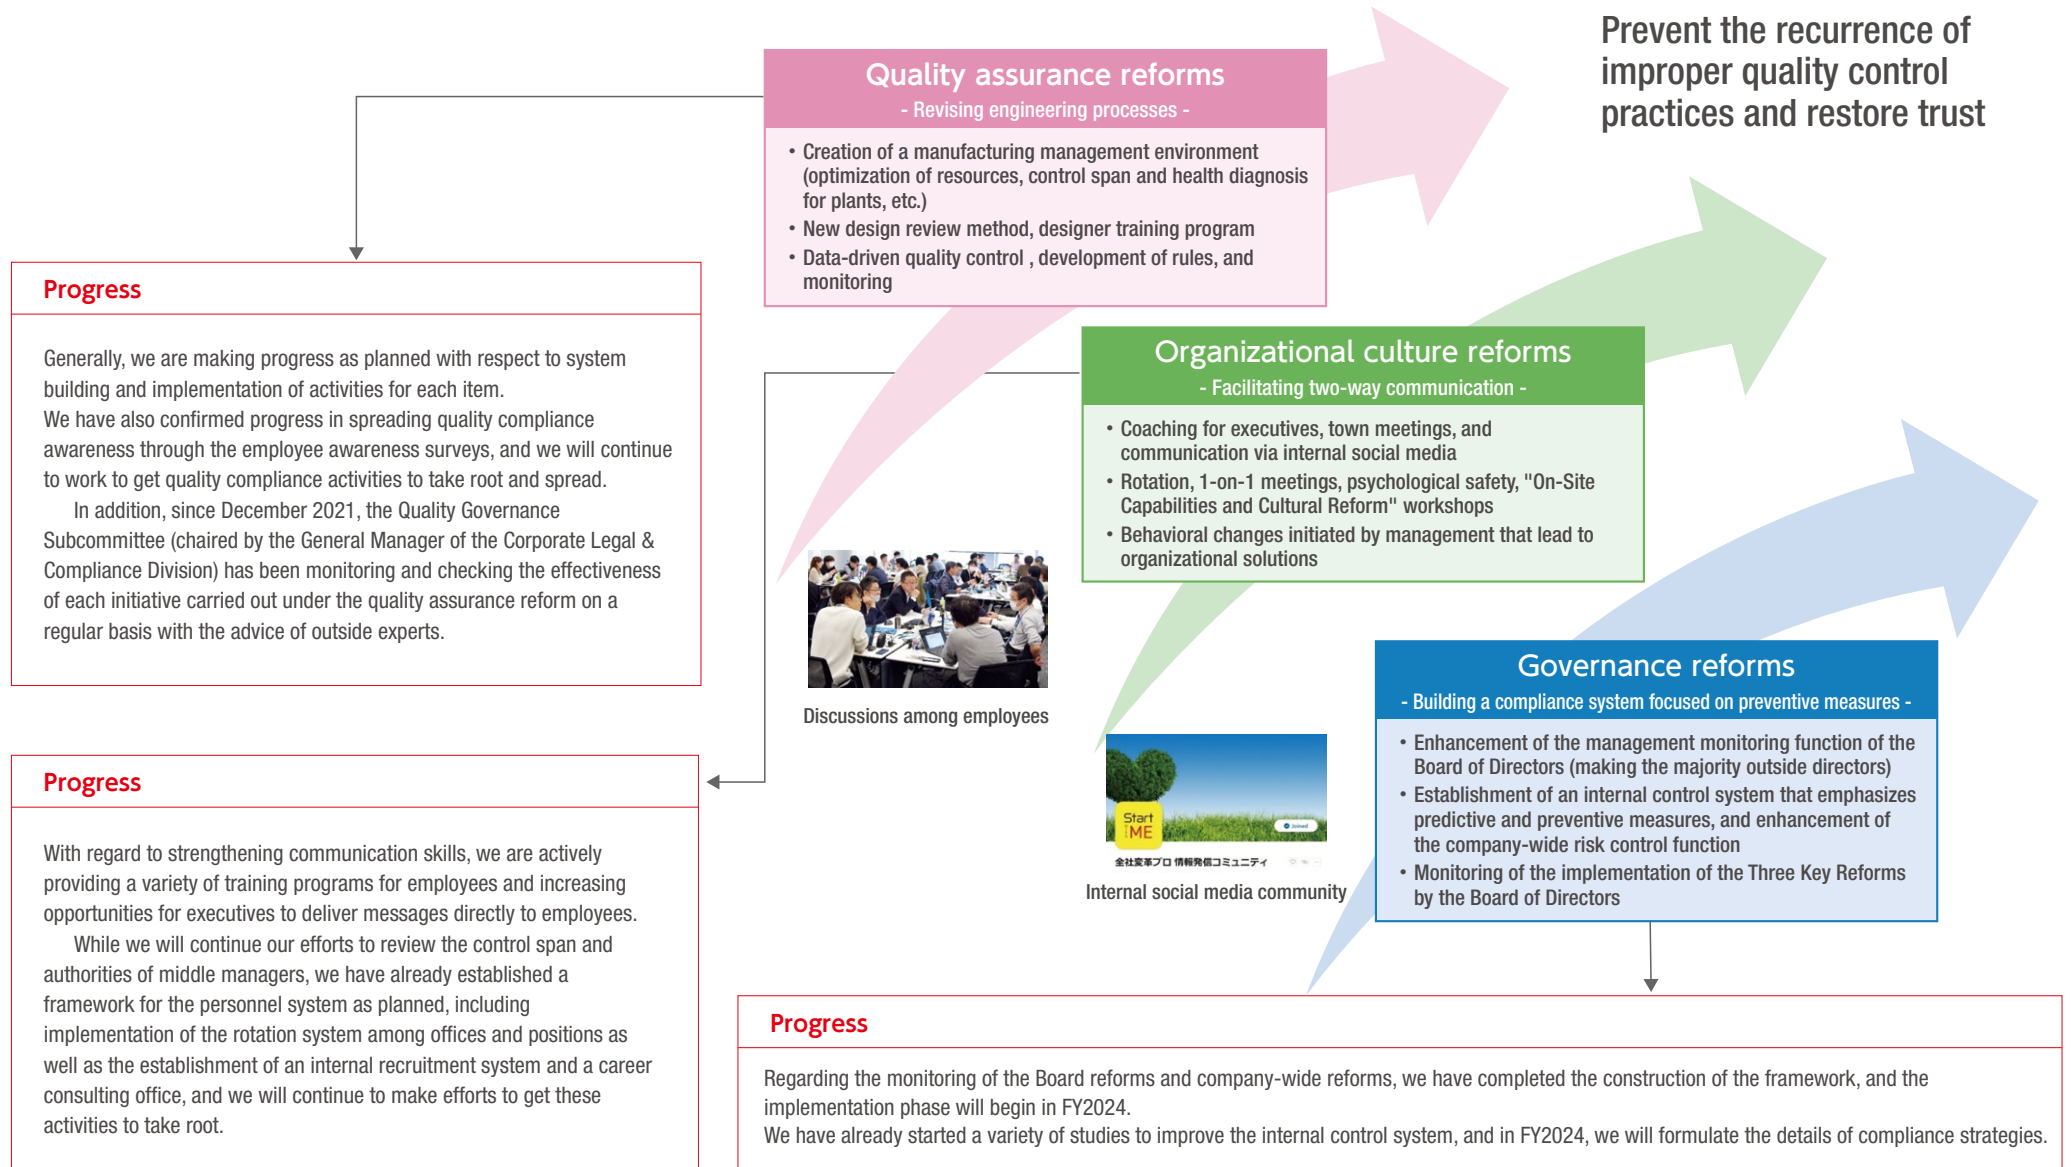 Prevent the recurrence of
improper quality control
practices and restore trust
Quality assurance reforms
- Revising engineering processes -
• Creation of a manufacturing management environment
(optimization of resources, control span and health diagnosis
for plants, etc.)
• New design review method, designer training program
• Data-driven quality control , development of rules, and
monitoring
Progress
Generally, we are making progress as planned with respect to system
building and implementation of activities for each item.
We have also confirmed progress in spreading quality compliance
awareness through the employee awareness surveys, and we will continue
to work to get quality compliance activities to take root and spread.
In addition, since December 2021, the Quality Governance
Subcommittee (chaired by the General Manager of the Corporate Legal &
Compliance Division) has been monitoring and checking the effectiveness
of each initiative carried out under the quality assurance reform on a
regular basis with the advice of outside experts.
Organizational culture reforms
- Facilitating two-way communication -
• Coaching for executives, town meetings, and
communication via internal social media
• Rotation, 1-on-1 meetings, psychological safety, "On-Site
Capabilities and Cultural Reform" workshops
• Behavioral changes initiated by management that lead to
organizational solutions
Discussions among employees
Start
ME
Joined
全社変革プロ 情報発信コミュニティ
Internal social media community
Progress
With regard to strengthening communication skills, we are actively
providing a variety of training programs for employees and increasing
opportunities for executives to deliver messages directly to employees.
While we will continue our efforts to review the control span and
authorities of middle managers, we have already established a
framework for the personnel system as planned, including
implementation of the rotation system among offices and positions as
well as the establishment of an internal recruitment system and a career
consulting office, and we will continue to make efforts to get these
activities to take root.
Governance reforms
- Building a compliance system focused on preventive measures -
• Enhancement of the management monitoring function of the
Board of Directors (making the majority outside directors)
• Establishment of an internal control system that emphasizes
predictive and preventive measures, and enhancement of
the company-wide risk control function
• Monitoring of the implementation of the Three Key Reforms
by the Board of Directors
Progress
Regarding the monitoring of the Board reforms and company-wide reforms, we have completed the construction of the framework, and the
implementation phase will begin in FY2024.
We have already started a variety of studies to improve the internal control system, and in FY2024, we will formulate the details of compliance strategies.